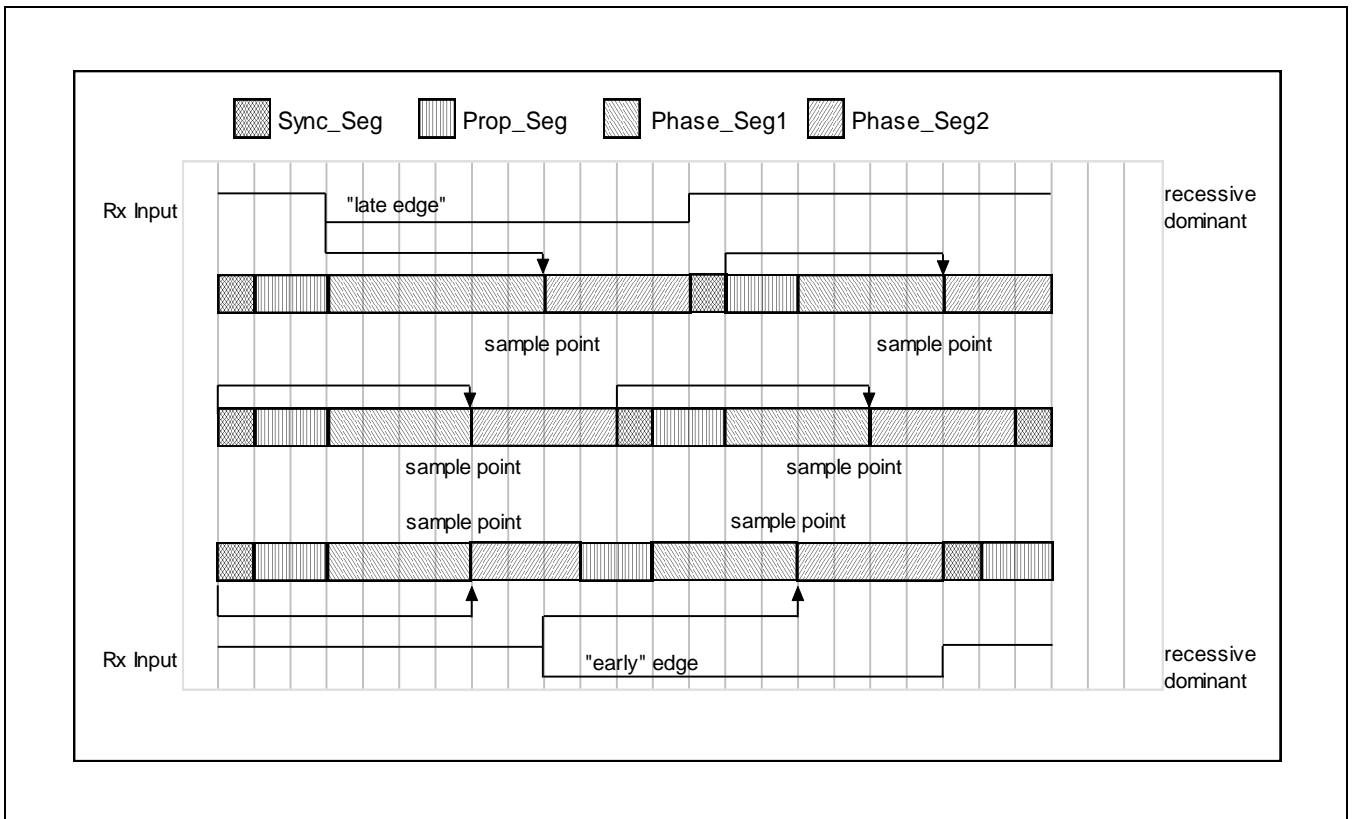 Sync_Seg Prop_Seg Phase_Seg1 Phase_Seg2
Rx Input "late edge" recessive
dominant
sample point sample point
sample point sample point
sample point sample point
Rx Input "early" edge recessive
dominant